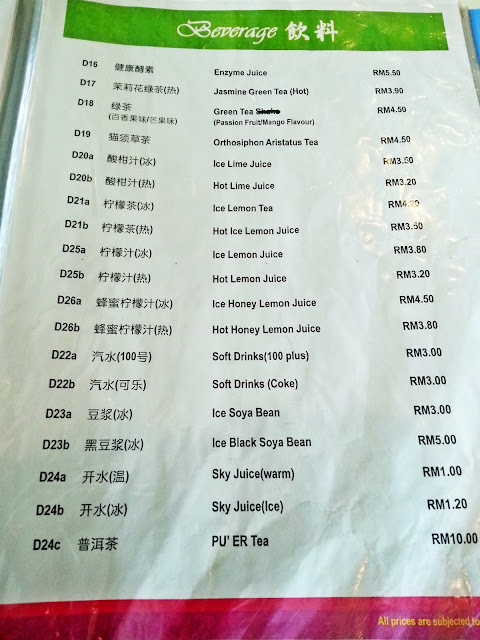 Beverage 飲料
D16 健康酵素 Enzyme Juice RM5.50
D17 茉莉花绿茶(热) Jasmine Green Tea (Hot) RM3.90
D18 绿茶 Green Tea Shake RM4.50
(百香果味/芒果味) (Passion Fruit/Mango Flavour)
D19 猫须草茶 Orthosiphon Aristatus Tea RM4.50
D20a 酸柑汁(冰) Ice Lime Juice RM3.50
D20b 酸柑汁(热) Hot Lime Juice RM3.20
D21a 柠檬茶(冰) Ice Lemon Tea RM4.20
D21b 柠檬茶(热) Hot Ice Lemon Juice RM3.50
D25a 柠檬汁(冰) Ice Lemon Juice RM3.80
D25b 柠檬汁(热) Hot Lemon Juice RM3.20
D26a 蜂蜜柠檬汁(冰) Ice Honey Lemon Juice RM4.50
D26b 蜂蜜柠檬汁(热) Hot Honey Lemon Juice RM3.80
D22a 汽水(100号) Soft Drinks(100 plus) RM3.00
D22b 汽水(可乐) Soft Drinks (Coke) RM3.00
D23a 豆浆(冰) Ice Soya Bean RM3.00
D23b 黑豆浆(冰) Ice Black Soya Bean RM5.00
D24a 开水(温) Sky Juice(warm) RM1.00
D24b 开水(冰) Sky Juice(Ice) RM1.20
D24c 普洱茶 PU' ER Tea RM10.00
All prices are subjected to